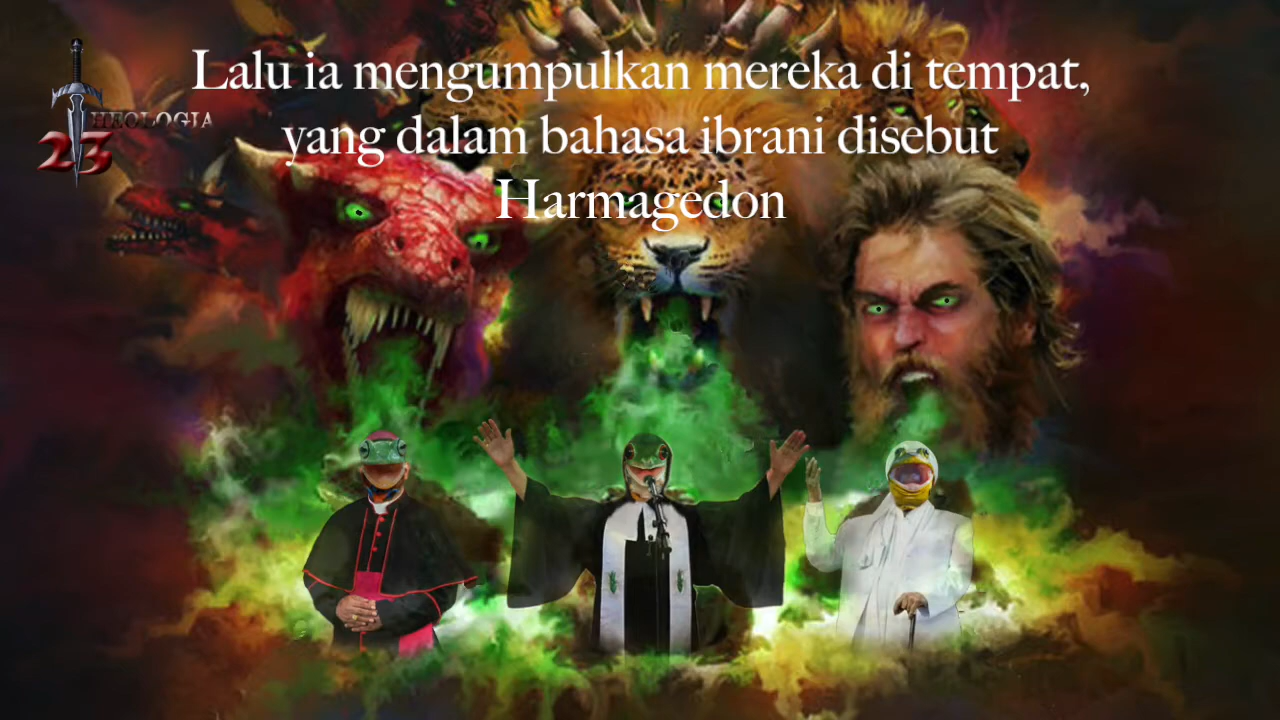 Lalu ia mengumpulkan mereka di tempat,
yang dalam bahasa ibrani disebut
Harmagedon
THEOLOGIA
23